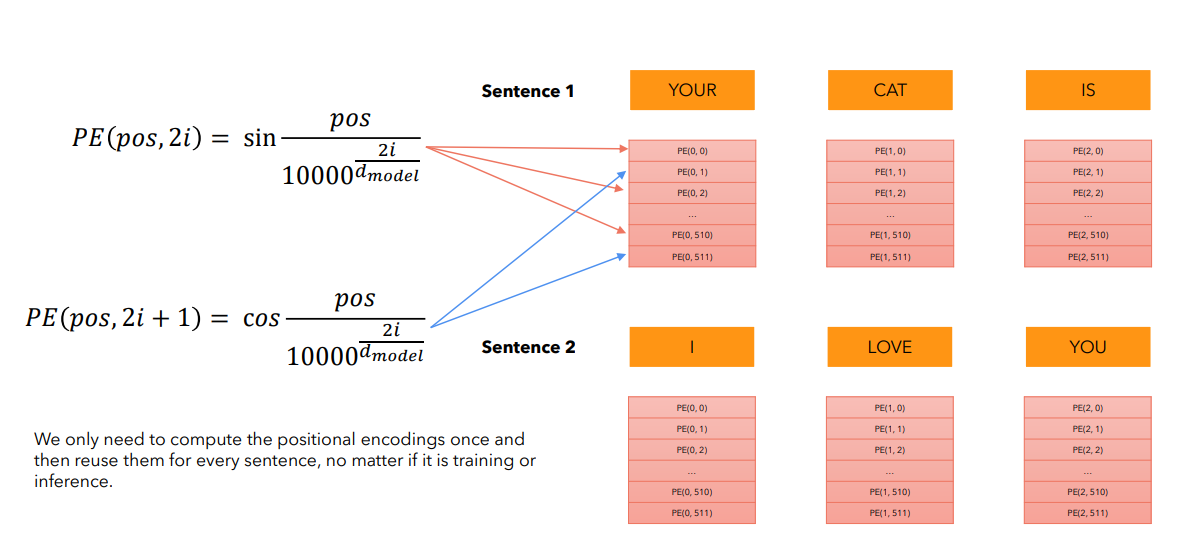 Sentence 1
YOUR CAT IS
PE(pos, 2i) = sin pos / 10000^(2i / d_model)
PE(0, 0) PE(1, 0) PE(2, 0)
PE(0, 1) PE(1, 1) PE(2, 1)
PE(0, 2) PE(1, 2) PE(2, 2)
... ... ...
PE(0, 510) PE(1, 510) PE(2, 510)
PE(0, 511) PE(1, 511) PE(2, 511)
PE(pos, 2i + 1) = cos pos / 10000^(2i / d_model)
Sentence 2
I LOVE YOU
PE(0, 0) PE(1, 0) PE(2, 0)
PE(0, 1) PE(1, 1) PE(2, 1)
PE(0, 2) PE(1, 2) PE(2, 2)
... ... ...
PE(0, 510) PE(1, 510) PE(2, 510)
PE(0, 511) PE(1, 511) PE(2, 511)
We only need to compute the positional encodings once and
then reuse them for every sentence, no matter if it is training or
inference.